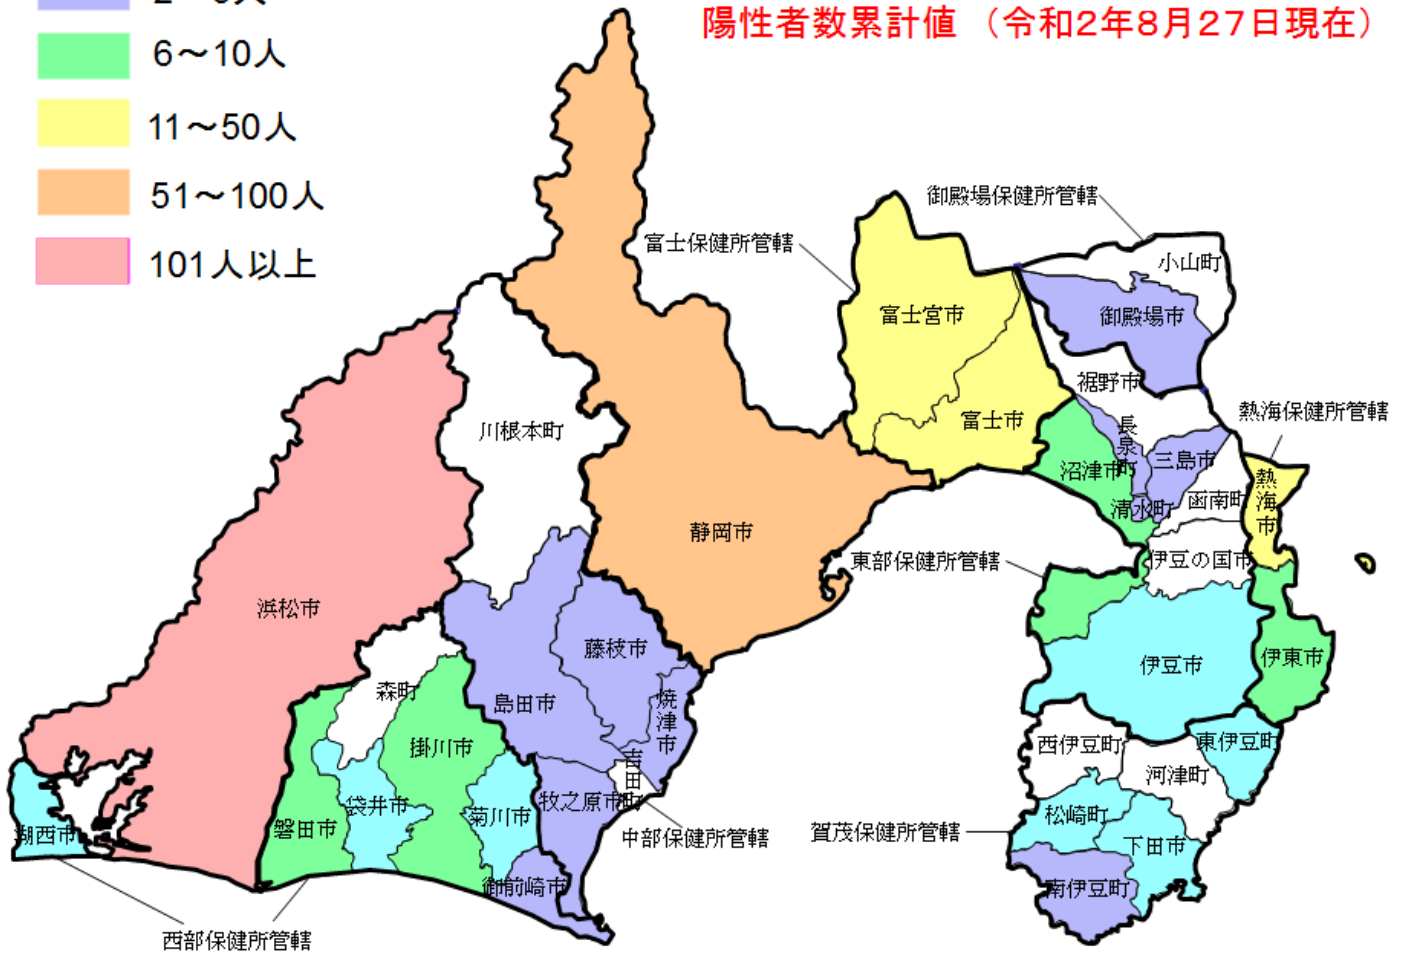 陽性者数累計値 （令和2年8月27日現在）
2～5人
6～10人
11～50人
51～100人
101人以上
御殿場保健所管轄
富士保健所管轄
小山町
富士宮市
御殿場市
裾野市
熱海保健所管轄
富士市
長泉町
川根本町
沼津市
三島市
熱海市
函南町
清水町
静岡市
東部保健所管轄
伊豆の国市
浜松市
藤枝市
伊東市
伊豆市
森町
島田市
焼津市
掛川市
西伊豆町
東伊豆町
河津町
吉田町
牧之原市
袋井市
菊川市
松崎町
磐田市
湖西市
中部保健所管轄
賀茂保健所管轄
下田市
御前崎市
南伊豆町
西部保健所管轄